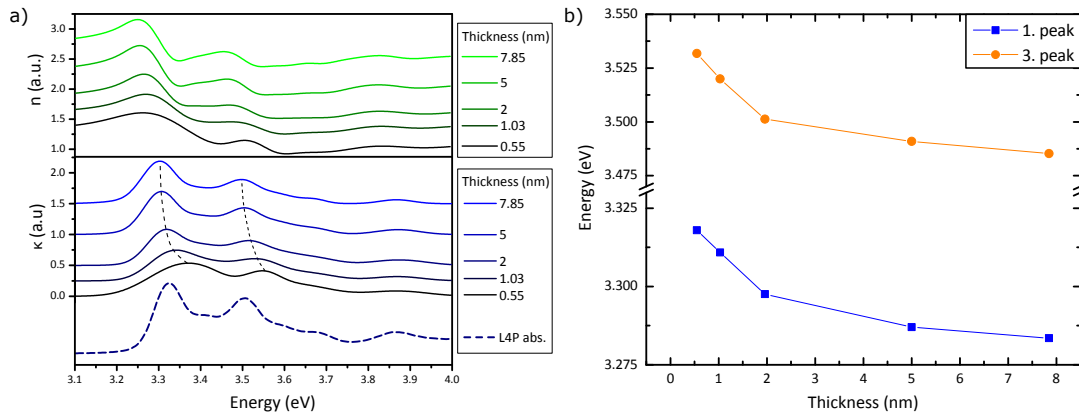 a)
n (a.u.)
3.0
2.5
2.0
1.5
1.0
Thickness (nm)
7.85
5
2
1.03
0.55
κ (a.u)
2.0
1.5
1.0
0.5
0.0
Thickness (nm)
7.85
5
2
1.03
0.55
L4P abs.
3.1 3.2 3.3 3.4 3.5 3.6 3.7 3.8 3.9 4.0
Energy (eV)
b)
Energy (eV)
3.550
3.525
3.500
3.475
3.325
3.300
3.275
1. peak
3. peak
0 1 2 3 4 5 6 7 8
Thickness (nm)